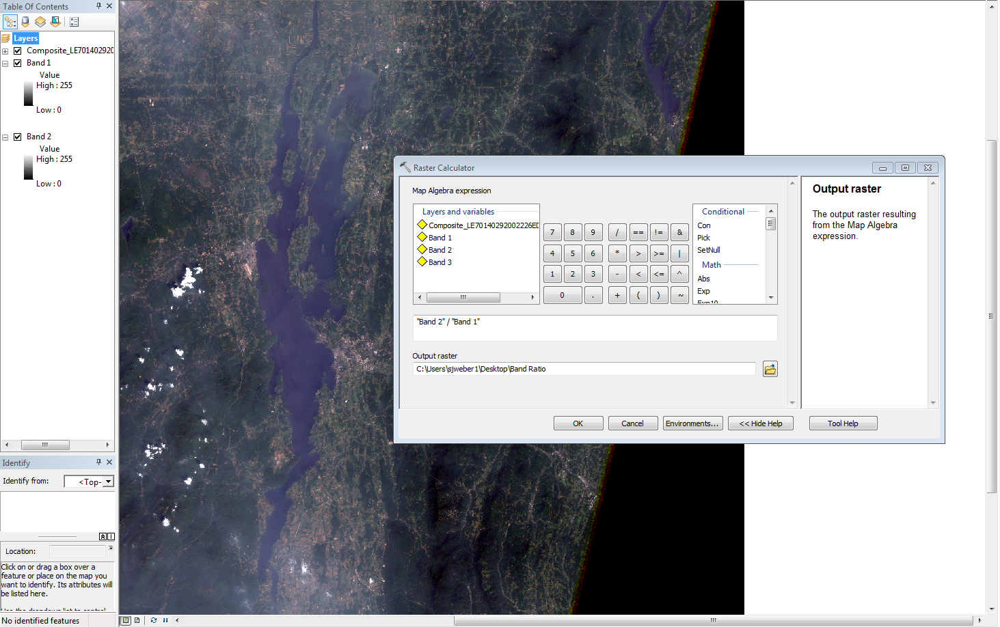 Table Of Contents
Layers
Composite_LE701402920
Band 1
Value
High : 255
Low : 0
Band 2
Value
High : 255
Low : 0
Identify
Identify from:
<Top-
Location:
Click on or drag a box over a
feature or place on the map you
want to identify. Its attributes will
be listed here.
No identified features
Raster Calculator
Map Algebra expression
Layers and variables
Composite_LE70140292002226ED
Band 1
Band 2
Band 3
7 8 9 / == != &
4 5 6 * > >= |
1 2 3 - < <= ^
0 . + ( ) ~
Conditional
Con
Pick
SetNull
Math
Abs
Exp
Exp10
"Band 2" / "Band 1"
Output raster
C:\Users\sjweber1\Desktop\Band Ratio
OK
Cancel
Environments...
<< Hide Help
Tool Help
Output raster
The output raster resulting
from the Map Algebra
expression.